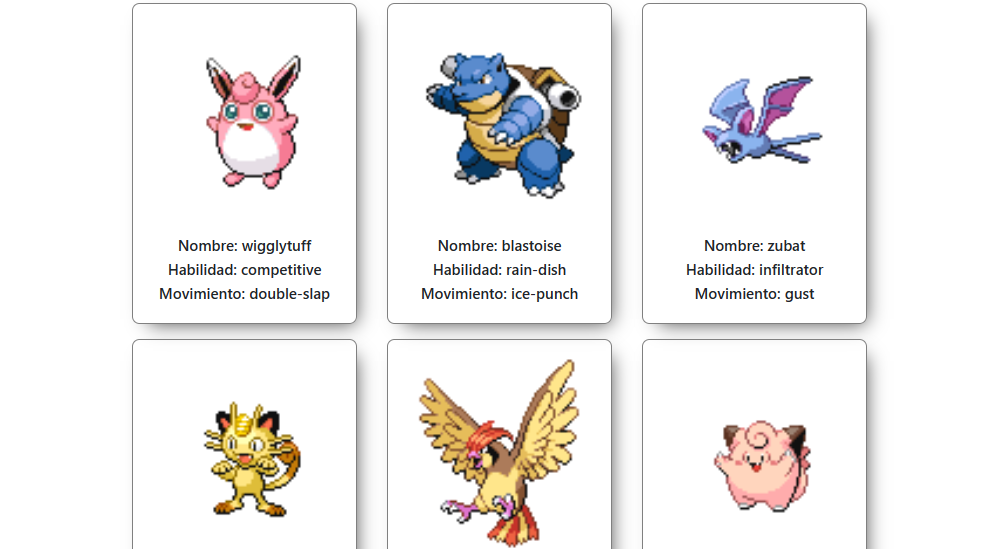 Nombre: wigglytuff
Habilidad: competitive
Movimiento: double-slap
Nombre: blastoise
Habilidad: rain-dish
Movimiento: ice-punch
Nombre: zubat
Habilidad: infiltrator
Movimiento: gust